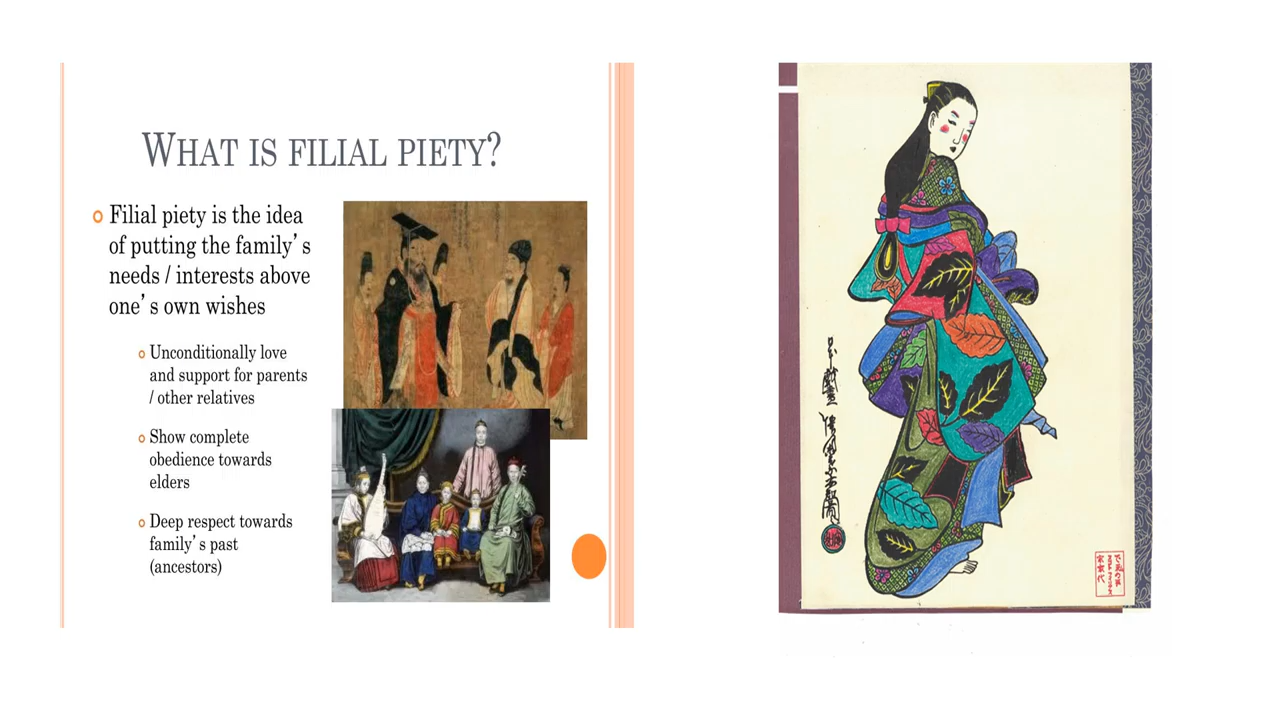 WHAT IS FILIAL PIETY?
Filial piety is the idea
of putting the family's
needs / interests above
one's own wishes
Unconditionally love
and support for parents
/ other relatives
Show complete
obedience towards
elders
Deep respect towards
family's past
(ancestors)